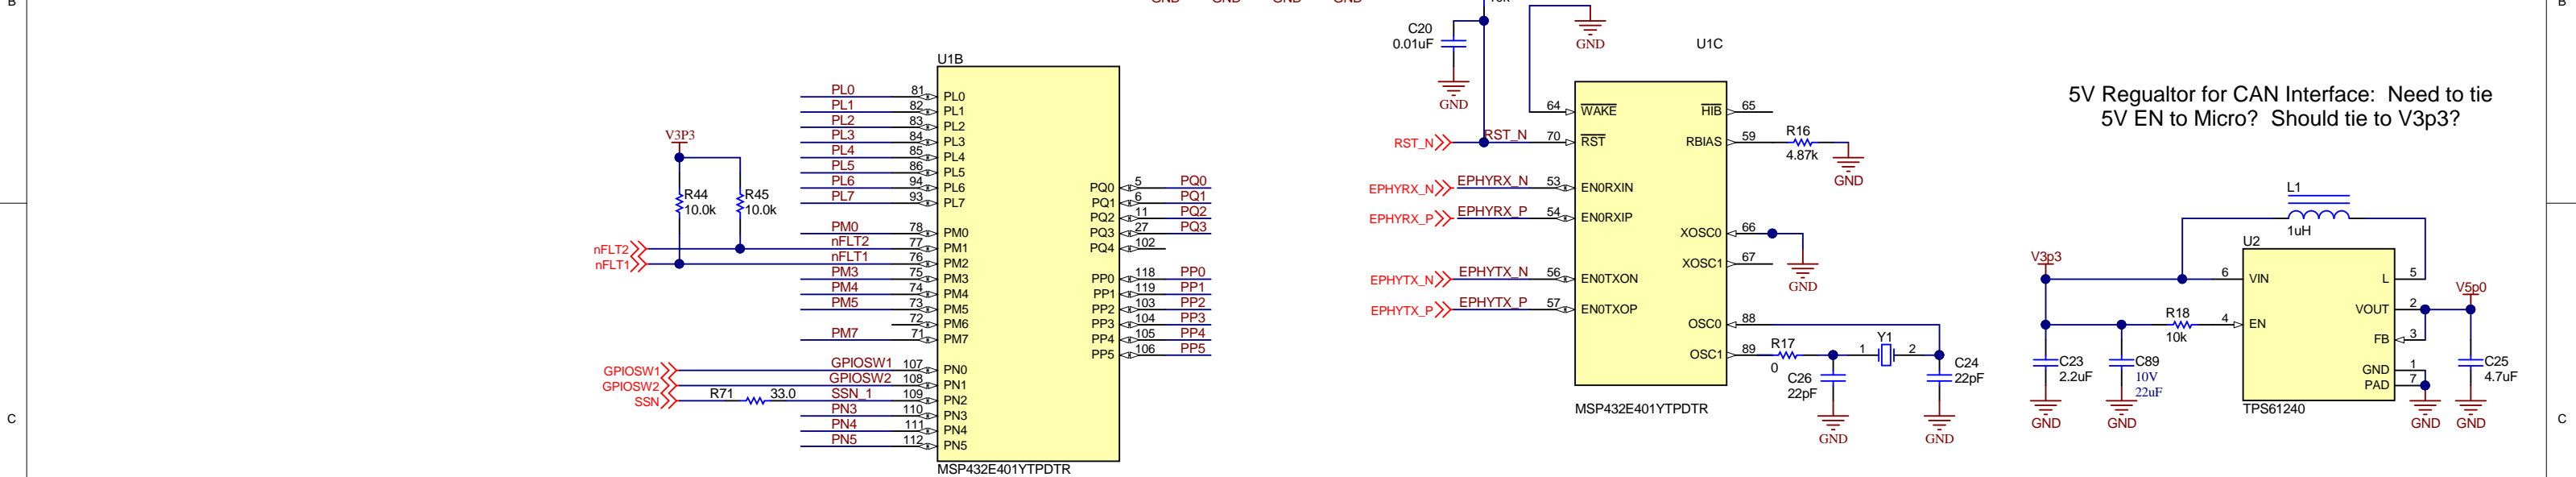 B
GND GND GND GND
10k
B
C20
0.01uF
GND
GND
U1C
U1B
PL0 81 PL0
PL1 82 PL1
PL2 83 PL2
PL3 84 PL3
PL4 85 PL4
PL5 86 PL5
PL6 94 PL6
PL7 93 PL7
PM0 78 PM0
nFLT2 nFLT2 77 PM1
nFLT1 nFLT1 76 PM2
PM3 75 PM3
PM4 74 PM4
PM5 73 PM5
72 PM6
PM7 71 PM7
GPIOSW1 GPIOSW1 107 PN0
GPIOSW2 GPIOSW2 108 PN1
SSN R71 33.0 SSN_1 109 PN2
PN3 110 PN3
PN4 111 PN4
PN5 112 PN5
V3P3
R44
10.0k
R45
10.0k
PQ0 5 PQ0
PQ1 6 PQ1
PQ2 11 PQ2
PQ3 27 PQ3
PQ4 102
PP0 118 PP0
PP1 119 PP1
PP2 103 PP2
PP3 104 PP3
PP4 105 PP4
PP5 106 PP5
MSP432E401YTPDTR
64 WAKE
RST_N RST_N 70 RST
EPHYRX_N EPHYRX_N 53 EN0RXIN
EPHYRX_P EPHYRX_P 54 EN0RXIP
EPHYTX_N EPHYTX_N 56 EN0TXON
EPHYTX_P EPHYTX_P 57 EN0TXOP
HIB 65
RBIAS 59 R16
4.87k
GND
XOSC0 66
XOSC1 67
GND
OSC0 88
OSC1 89 R17
0
1 Y1 2
C26
22pF
C24
22pF
GND GND
MSP432E401YTPDTR
5V Regualtor for CAN Interface: Need to tie
5V EN to Micro? Should tie to V3p3?
L1
1uH
U2
V3p3
6 VIN
L 5
V5p0
VOUT 2
R18
10k
4 EN
FB 3
C23
2.2uF
C89
10V
22uF
GND 1
PAD 7
C25
4.7uF
TPS61240
GND GND GND GND
C
C